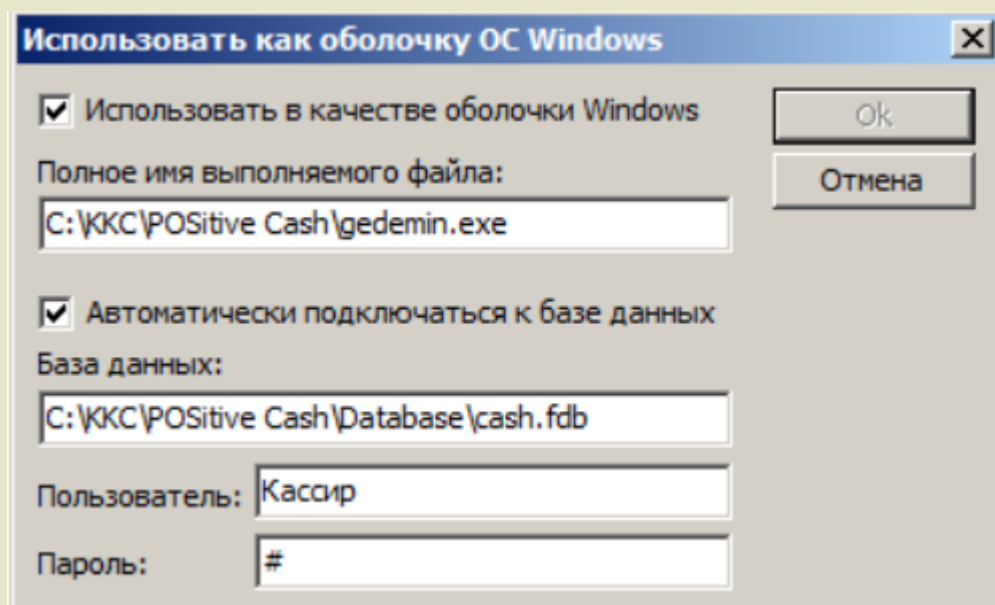 Использовать как оболочку ОС Windows
Использовать в качестве оболочки Windows
Ok
Полное имя выполняемого файла:
Отмена
C:\KKC\POSitive Cash\gedemin.exe
Автоматически подключаться к базе данных
База данных:
C:\KKC\POSitive Cash\Database\cash.fdb
Пользователь: Кассир
Пароль: #